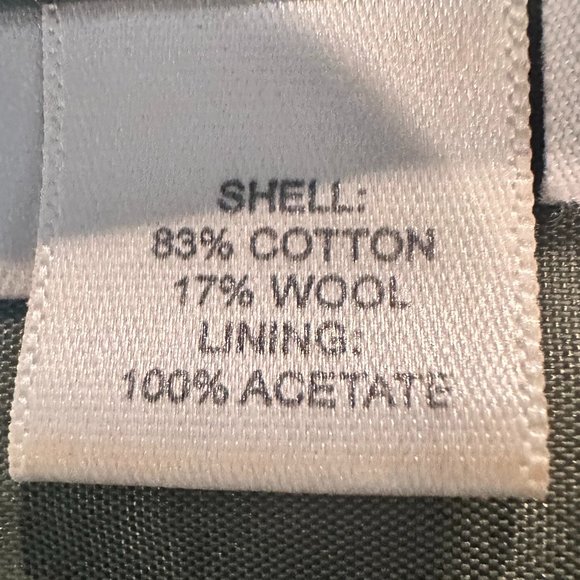 SHELL:
83% COTTON
17% WOOL
LINING:
100% ACETATE